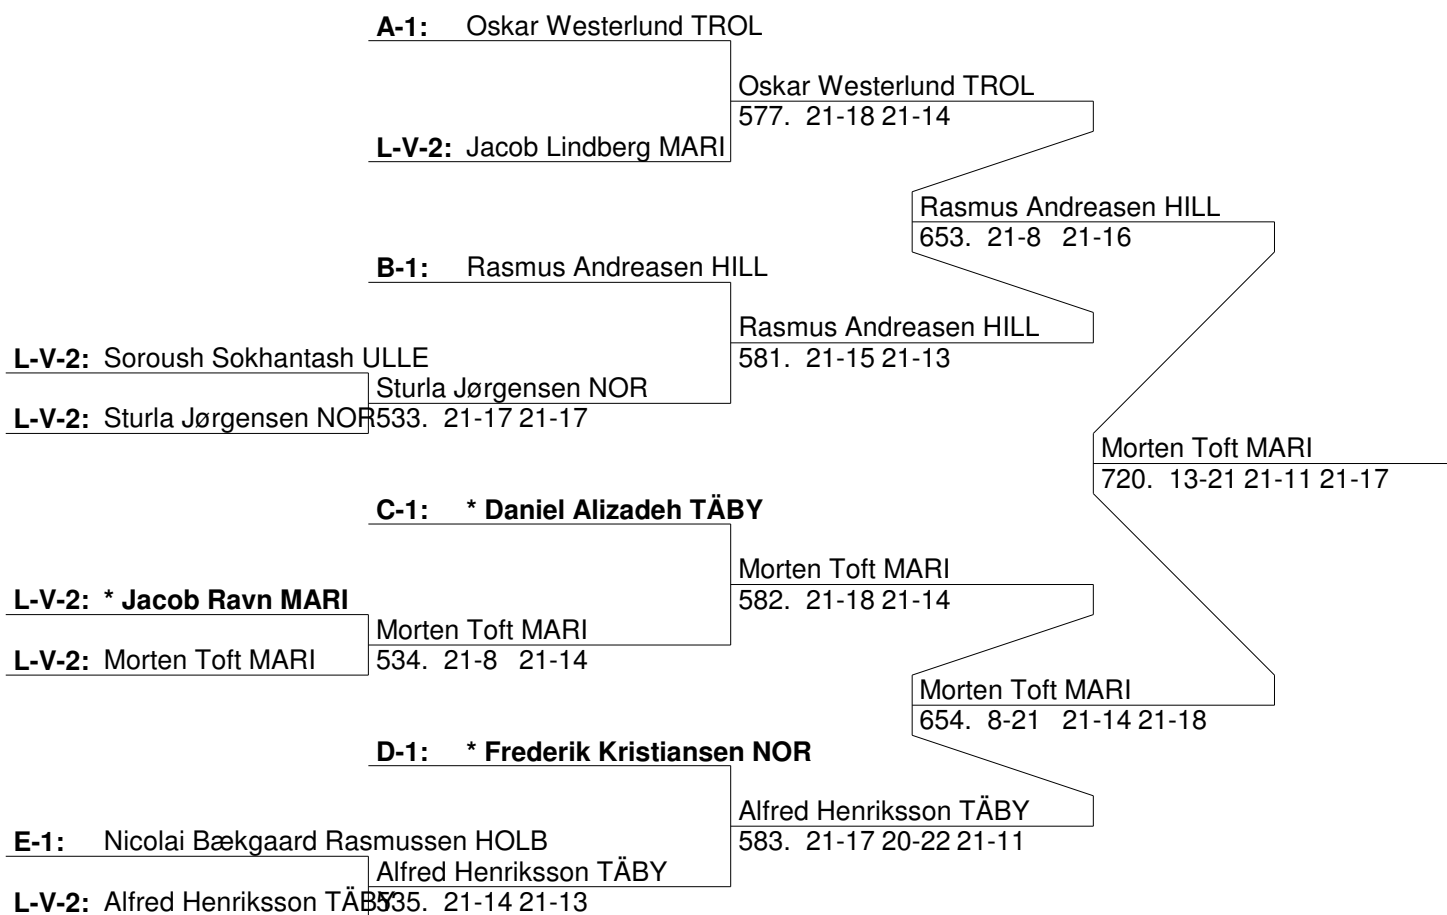 A-1: Oskar Westerlund TROL
Oskar Westerlund TROL
577. 21-18 21-14
L-V-2: Jacob Lindberg MARI
Rasmus Andreasen HILL
653. 21-8 21-16
B-1: Rasmus Andreasen HILL
Rasmus Andreasen HILL
581. 21-15 21-13
L-V-2: Soroush Sokhantash ULLE
Sturla Jørgensen NOR
L-V-2: Sturla Jørgensen NOR
533. 21-17 21-17
Morten Toft MARI
720. 13-21 21-11 21-17
C-1: * Daniel Alizadeh TÄBY
Morten Toft MARI
582. 21-18 21-14
L-V-2: * Jacob Ravn MARI
Morten Toft MARI
L-V-2: Morten Toft MARI
534. 21-8 21-14
Morten Toft MARI
654. 8-21 21-14 21-18
D-1: * Frederik Kristiansen NOR
Alfred Henriksson TÄBY
583. 21-17 20-22 21-11
E-1: Nicolai Bækgaard Rasmussen HOLB
Alfred Henriksson TÄBY
L-V-2: Alfred Henriksson TÄBY
535. 21-14 21-13